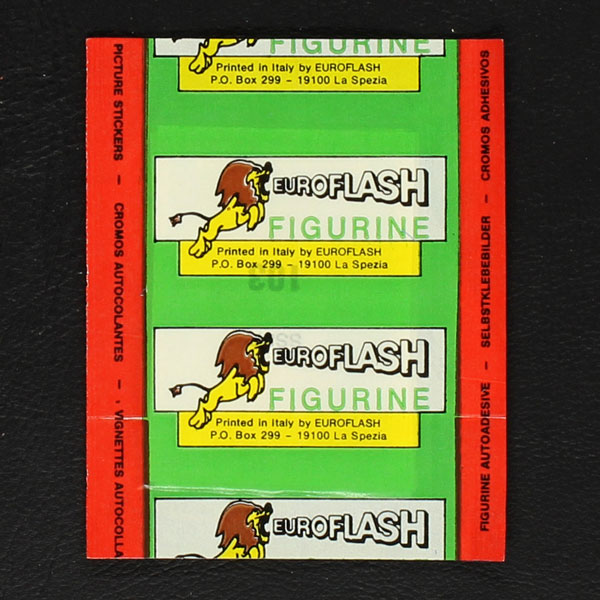 PICTURE STICKERS – CROMOS AUTOCOLANTES – VIGNETTES AUTOCOLLA
FIGURINE
Printed in Italy by EUROFLASH
P.O. Box 299 – 19100 La Spezia
EUROFLASH
FIGURINE
Printed in Italy by EUROFLASH
P.O. Box 299 – 19100 La Spezia
103
EUROFLASH
FIGURINE
Printed in Italy by EUROFLASH
P.O. Box 299 – 19100 La Spezia
EUROFLASH
FIGURINE AUTOADESIVE – SELBSTKLEBEBILDER – CROMOS ADHESIVOS